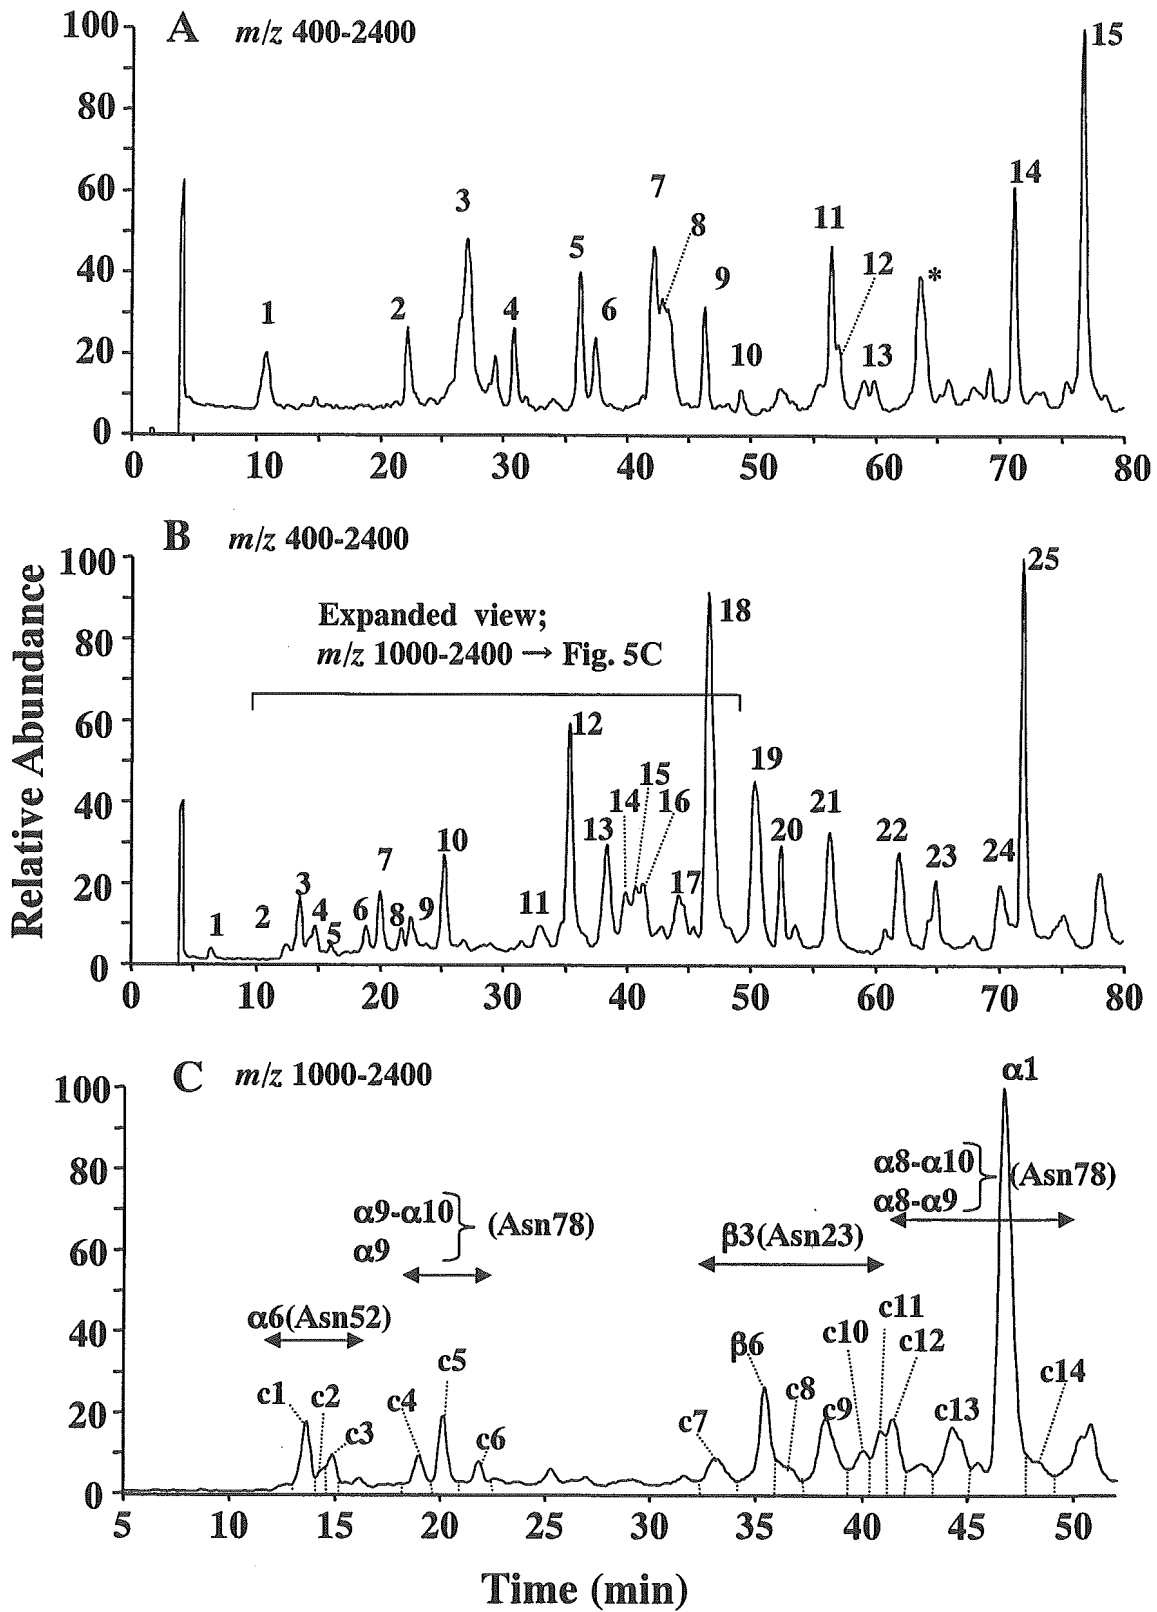 A m/z 400-2400
100
80
60
40
20
0
1
2
3
4
5
6
7
8
9
10
11
12
13
*
14
15
0 10 20 30 40 50 60 70 80
B m/z 400-2400
Expanded view;
m/z 1000-2400 → Fig. 5C
Relative Abundance
100
80
60
40
20
0
1
2
3
4
5
6
7
8
9
10
11
12
13
14
15
16
17
18
19
20
21
22
23
24
25
0 10 20 30 40 50 60 70 80
C m/z 1000-2400
100
80
60
40
20
0
α1
α8-α10
α8-α9
(Asn78)
α9-α10
α9
(Asn78)
β3(Asn23)
α6(Asn52)
c1
c2
c3
c4
c5
c6
c7
β6
c8
c9
c10
c11
c12
c13
c14
5 10 15 20 25 30 35 40 45 50
Time (min)